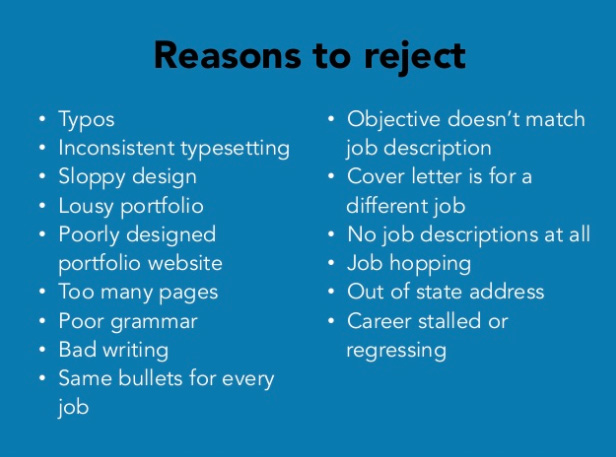 Reasons to reject
• Typos
• Inconsistent typesetting
• Sloppy design
• Lousy portfolio
• Poorly designed
portfolio website
• Too many pages
• Poor grammar
• Bad writing
• Same bullets for every
job
• Objective doesn’t match
job description
• Cover letter is for a
different job
• No job descriptions at all
• Job hopping
• Out of state address
• Career stalled or
regressing